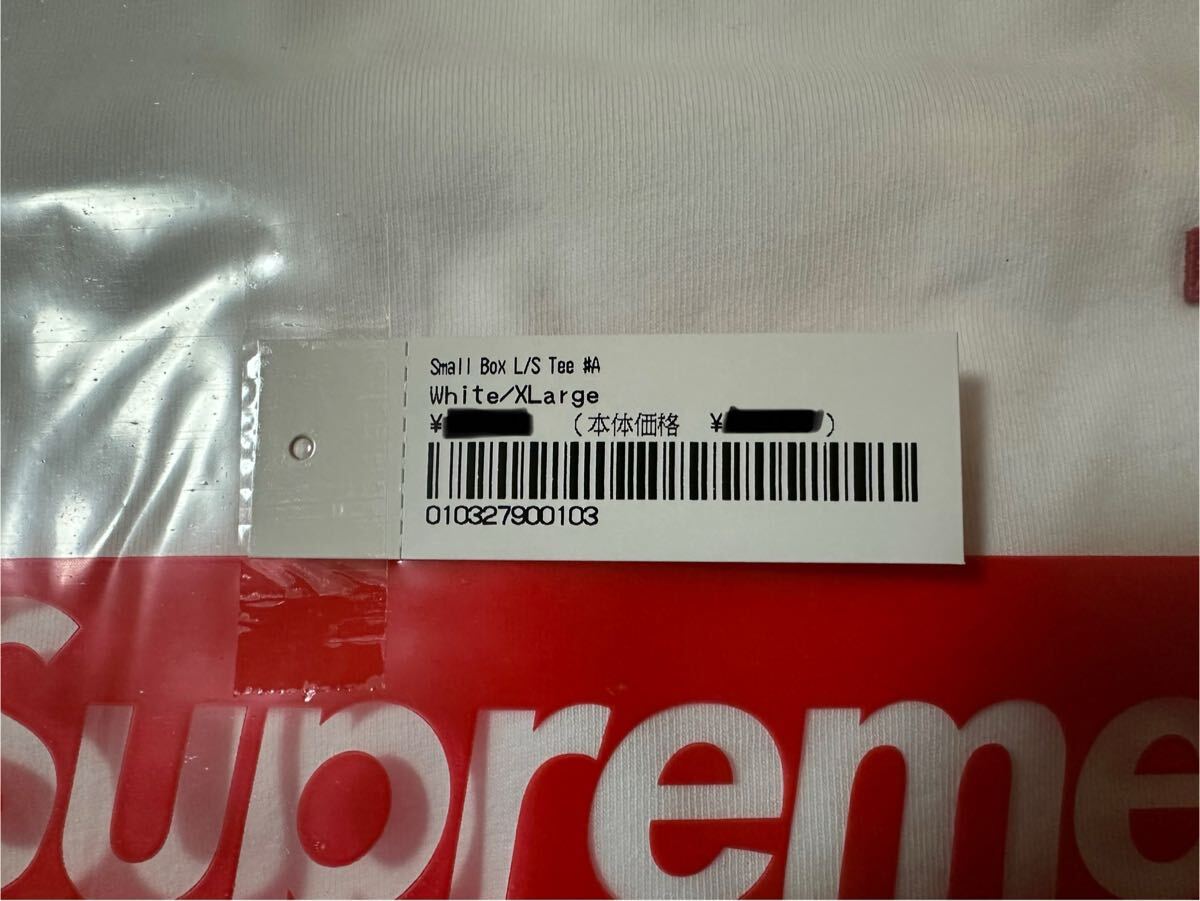 Small Box L/S Tee #A
White/XLarge
¥ (本体価格 ¥ )
010327900103
Supreme